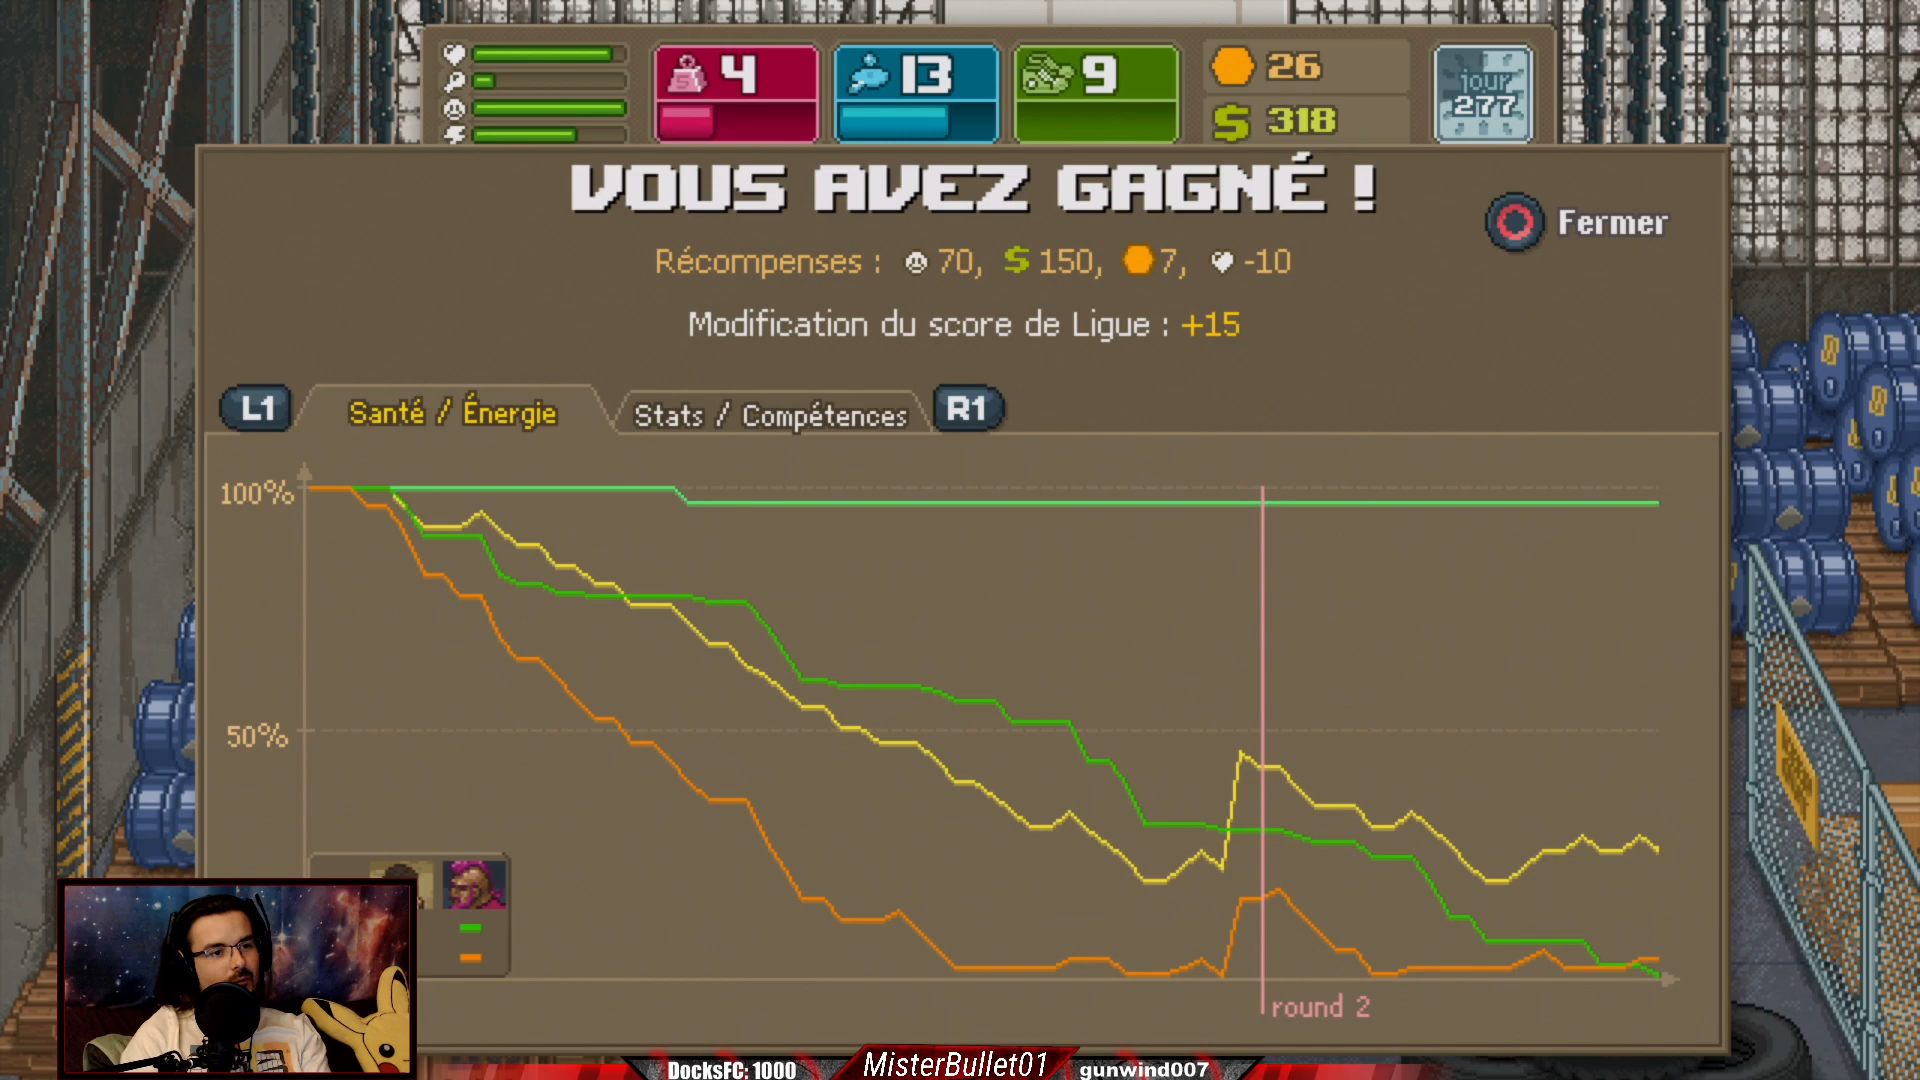 4
13
9
26
318
jour
277
VOUS AVEZ GAGNÉ !
Fermer
Récompenses : 70, $ 150, 7, -10
Modification du score de Ligue : +15
L1
Santé / Énergie
Stats / Compétences
R1
100%
50%
round 2
DocksFC: 1000
MisterBullet01
gunwind007